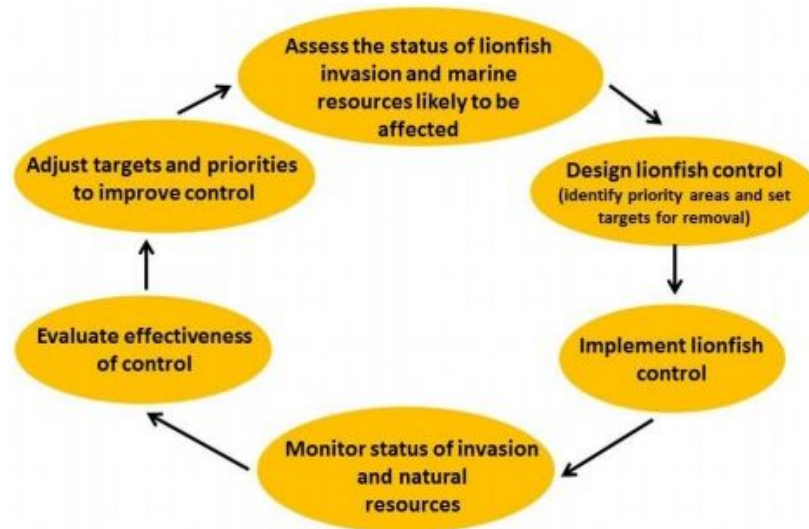 Assess the status of lionfish
invasion and marine
resources likely to be
affected
Design lionfish control
(identify priority areas and set
targets for removal)
Implement lionfish
control
Monitor status of invasion
and natural
resources
Evaluate effectiveness
of control
Adjust targets and priorities
to improve control